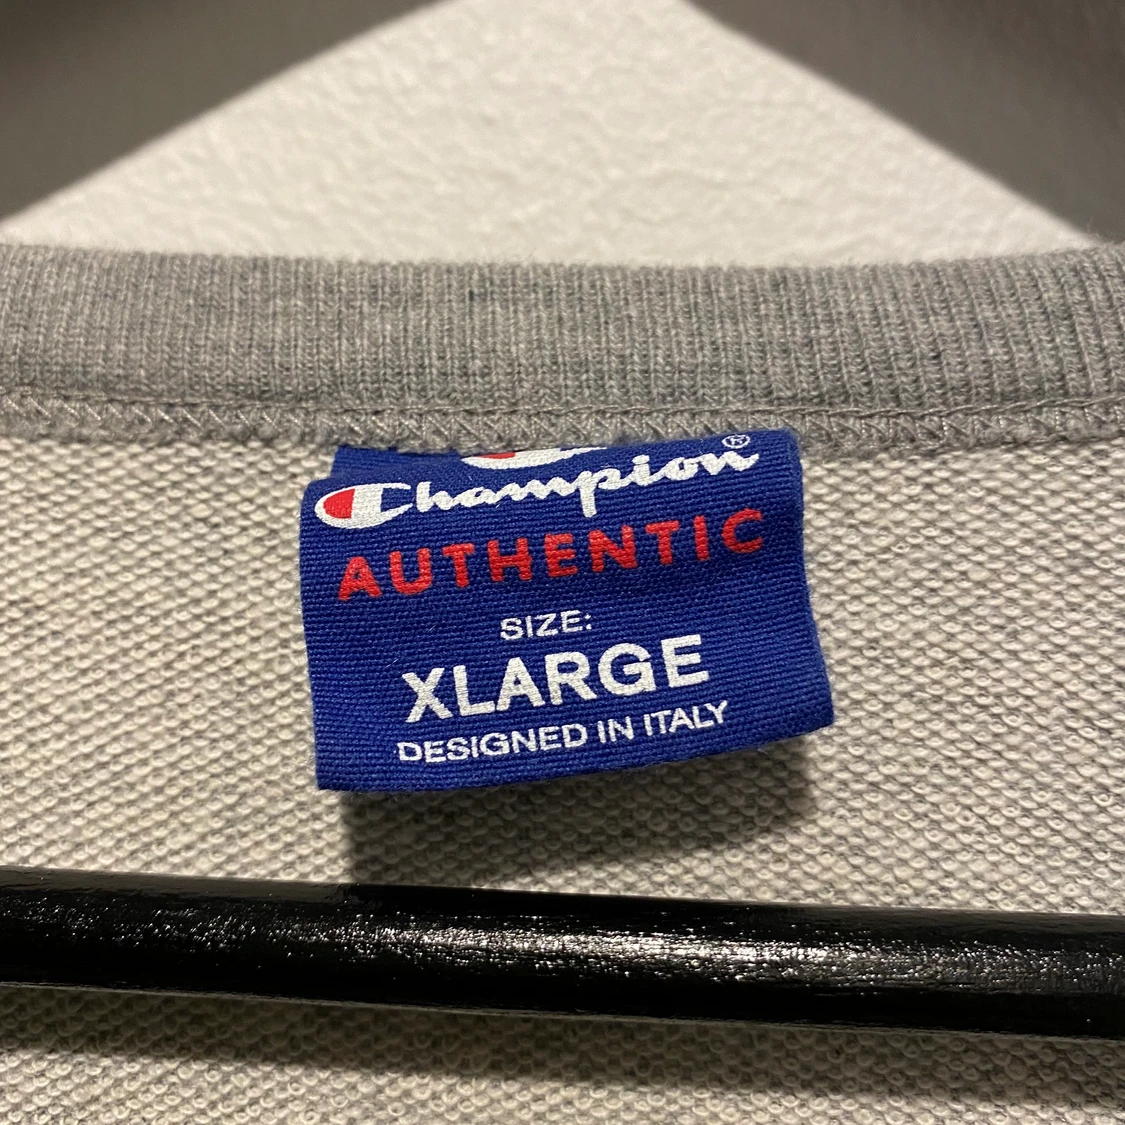 Champion®
AUTHENTIC
SIZE:
XLARGE
DESIGNED IN ITALY